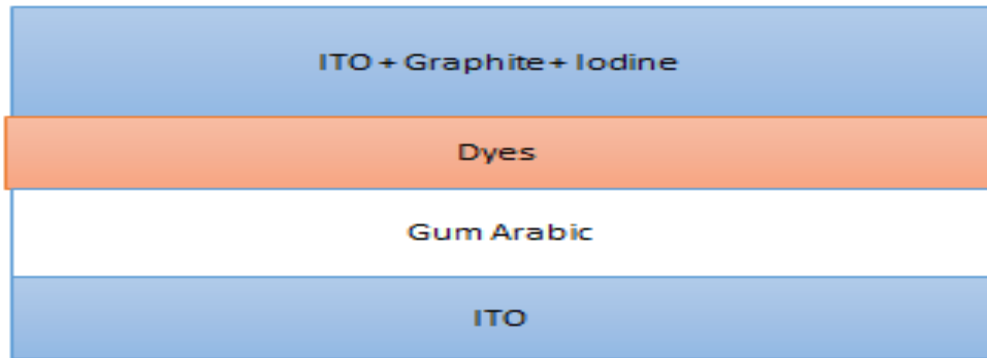 ITO + Graphite + Iodine
Dyes
Gum Arabic
ITO